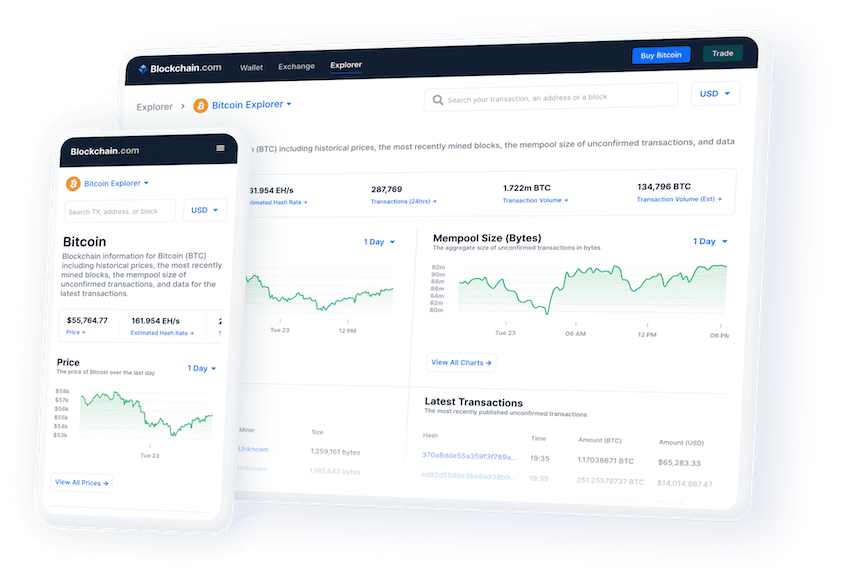 Blockchain.com
Wallet
Exchange
Explorer
Buy Bitcoin
Trade
Explorer
Bitcoin Explorer
Search your transaction, an address or a block
USD
(BTC) including historical prices, the most recently mined blocks, the mempool size of unconfirmed transactions, and data
61.954 EH/s
287,769
1.722m BTC
134,796 BTC
stimated Hash Rate
Transactions (24hrs)
Transaction Volume
Transaction Volume (Est)
1 Day
Mempool Size (Bytes)
The aggregate size of unconfirmed transactions in bytes
1 Day
92m
90m
88m
86m
84m
82m
80m
Tue 23
12 PM
Tue 23
06 AM
12 PM
06 PM
View All Charts
Miner
Size
Unknown
1,259,161 bytes
Unknown
1,185,643 bytes
Latest Transactions
The most recently published unconfirmed transactions
Hash
Time
Amount (BTC)
Amount (USD)
370a8dde55a359f3f789a...
19:35
1.17038671 BTC
$65,283.33
19:35
251.25579737 BTC
$14,014,867.47
Blockchain.com
Bitcoin Explorer
Search TX, address, or block
USD
Bitcoin
Blockchain information for Bitcoin (BTC)
including historical prices, the most recently
mined blocks, the mempool size of
unconfirmed transactions, and data for the
latest transactions.
$55,764.77
161.954 EH/s
2
Price
Estimated Hash Rate
T
Price
The price of Bitcoin over the last day
1 Day
$58k
$57k
$56k
$55k
$54k
$53k
Tue 23
View All Prices